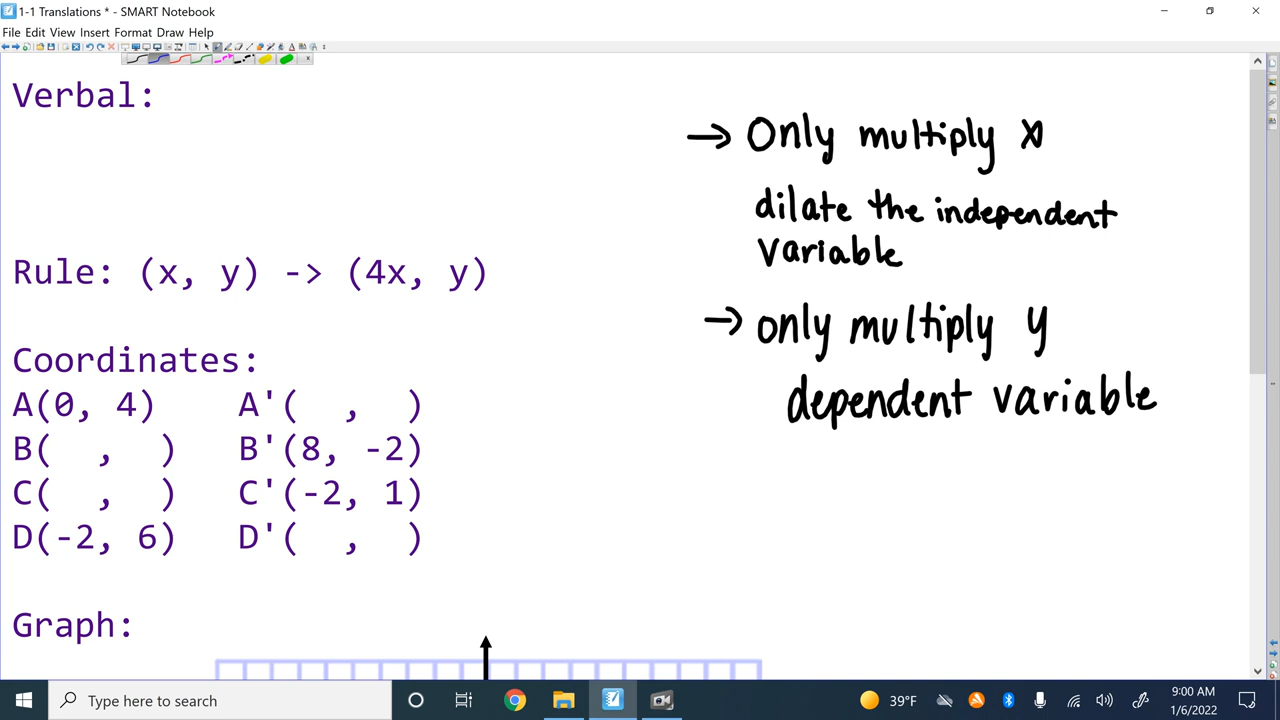 1-1 Translations * - SMART Notebook
File Edit View Insert Format Draw Help
Verbal:
→ Only multiply x
dilate the independent
variable
Rule: (x, y) -> (4x, y)
→ only multiply y
dependent variable
Coordinates:
A(0, 4) A'( , )
B( , ) B'(8, -2)
C( , ) C'(-2, 1)
D(-2, 6) D'( , )
Graph:
Type here to search
39°F
9:00 AM
1/6/2022